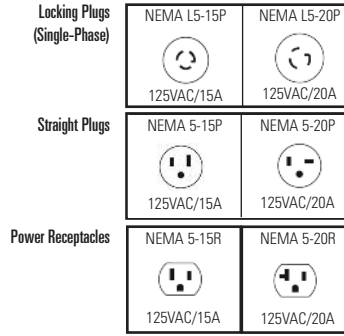 Locking Plugs
(Single-Phase)
NEMA L5-15P NEMA L5-20P
125VAC/15A 125VAC/20A
Straight Plugs
NEMA 5-15P NEMA 5-20P
125VAC/15A 125VAC/20A
Power Receptacles
NEMA 5-15R NEMA 5-20R
125VAC/15A 125VAC/20A